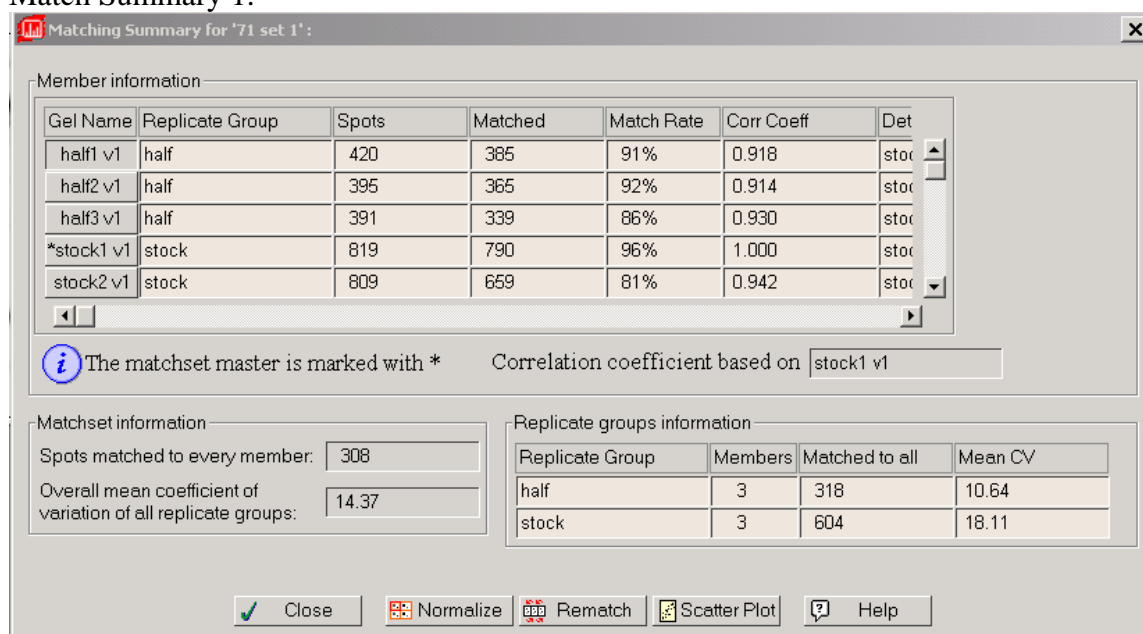 Match Summary 1:
Matching Summary for '71 set 1' :
Member information
Gel Name Replicate Group Spots Matched Match Rate Corr Coeff Det
half1 v1 half 420 385 91% 0.918 stoc
half2 v1 half 395 365 92% 0.914 stoc
half3 v1 half 391 339 86% 0.930 stoc
*stock1 v1 stock 819 790 96% 1.000 stoc
stock2 v1 stock 809 659 81% 0.942 stoc
The matchset master is marked with * Correlation coefficient based on stock1 v1
Matchset information
Spots matched to every member: 308
Overall mean coefficient of
variation of all replicate groups: 14.37
Replicate groups information
Replicate Group Members Matched to all Mean CV
half 3 318 10.64
stock 3 604 18.11
Close Normalize Rematch Scatter Plot Help